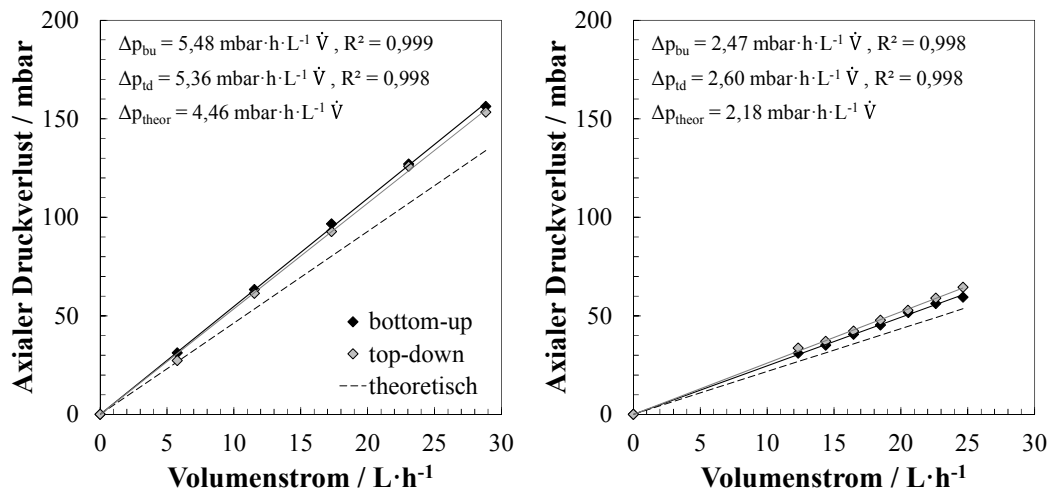 200
150
100
50
0
Axialer Druckverlust / mbar
Δp_bu = 5,48 mbar·h·L⁻¹ V̇ , R² = 0,999
Δp_td = 5,36 mbar·h·L⁻¹ V̇ , R² = 0,998
Δp_theor = 4,46 mbar·h·L⁻¹ V̇
bottom-up
top-down
theoretisch
0 5 10 15 20 25 30
Volumenstrom / L·h⁻¹
200
150
100
50
0
Axialer Druckverlust / mbar
Δp_bu = 2,47 mbar·h·L⁻¹ V̇ , R² = 0,998
Δp_td = 2,60 mbar·h·L⁻¹ V̇ , R² = 0,998
Δp_theor = 2,18 mbar·h·L⁻¹ V̇
0 5 10 15 20 25 30
Volumenstrom / L·h⁻¹